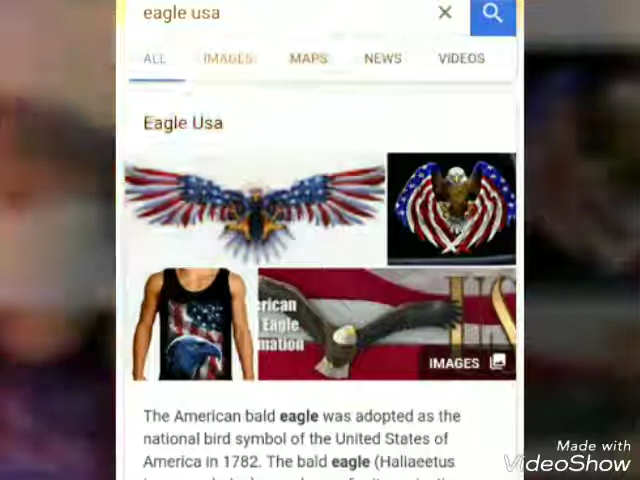 eagle usa
ALL IMAGES MAPS NEWS VIDEOS
Eagle Usa
rican
Eagle
mation
IMAGES
The American bald eagle was adopted as the
national bird symbol of the United States of
America in 1782. The bald eagle (Haliaeetus
Made with
VideoShow